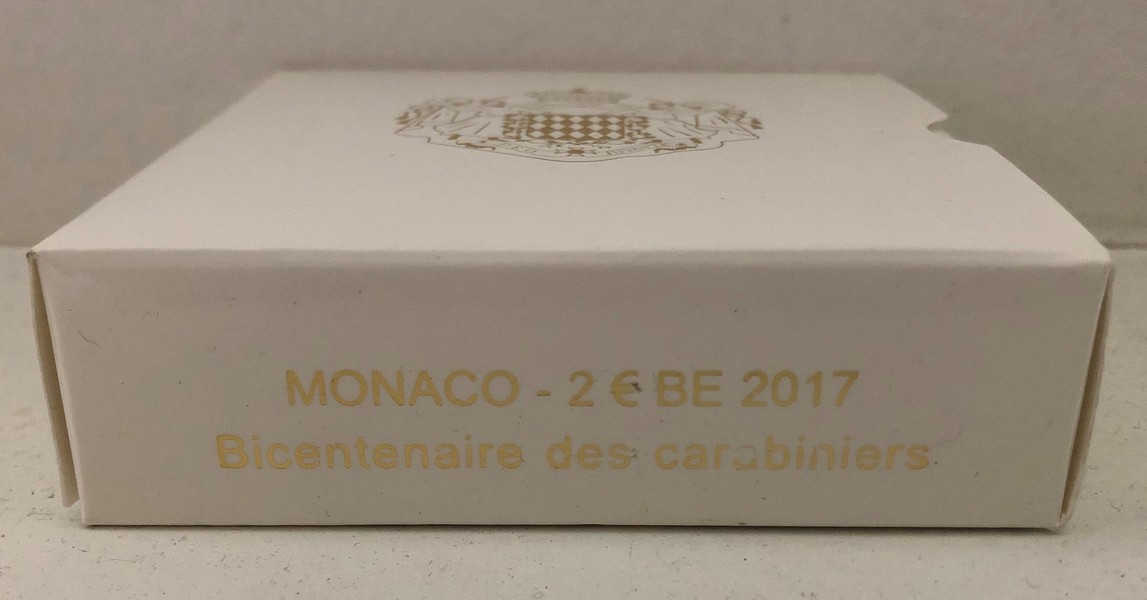 MONACO - 2 € BE 2017
Bicentenaire des carabiniers